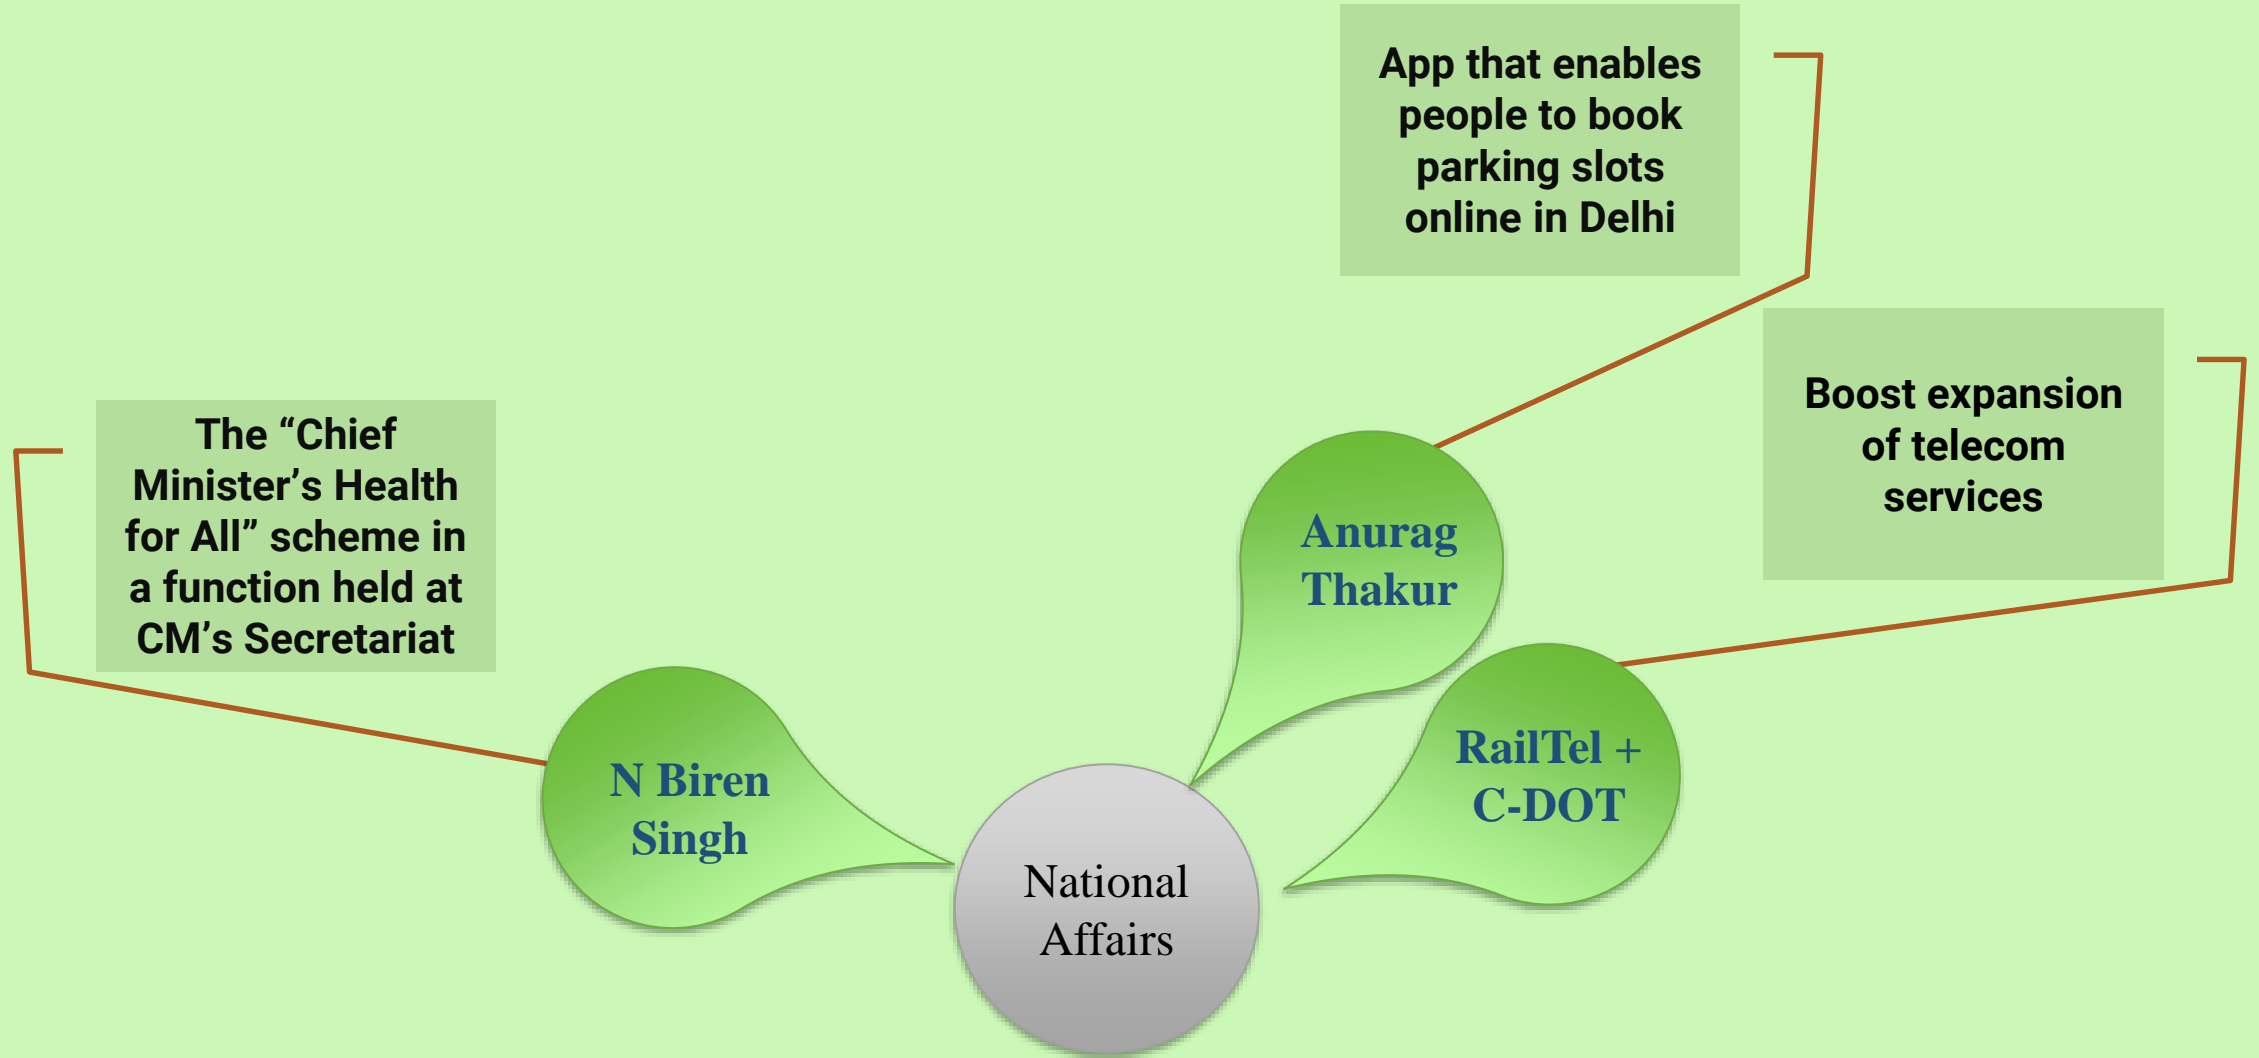 App that enables
people to book
parking slots
online in Delhi
Boost expansion
of telecom
services
The “Chief
Minister’s Health
for All” scheme in
a function held at
CM’s Secretariat
Anurag
Thakur
RailTel +
C-DOT
N Biren
Singh
National
Affairs